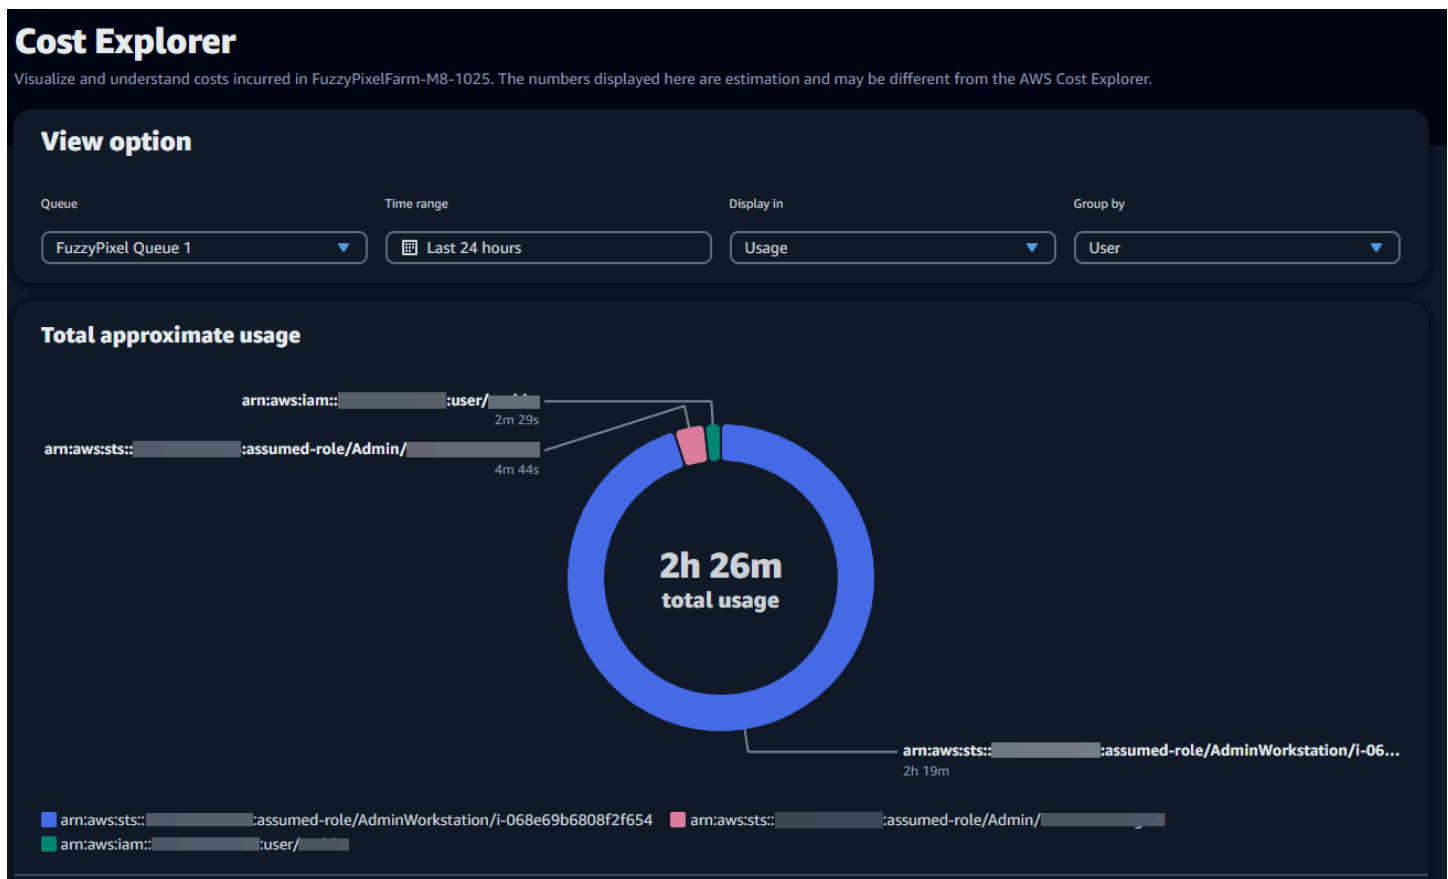 Cost Explorer
Visualize and understand costs incurred in FuzzyPixelFarm-M8-1025. The numbers displayed here are estimation and may be different from the AWS Cost Explorer.
View option
Queue
Time range
Display in
Group by
FuzzyPixel Queue 1
Last 24 hours
Usage
User
Total approximate usage
arn:aws:iam:: :user/
2m 29s
arn:aws:sts:: :assumed-role/Admin/
4m 44s
2h 26m
total usage
arn:aws:sts:: :assumed-role/AdminWorkstation/i-06...
2h 19m
arn:aws:sts:: :assumed-role/AdminWorkstation/i-068e69b6808f2f654
arn:aws:sts:: :assumed-role/Admin/
arn:aws:iam:: :user/